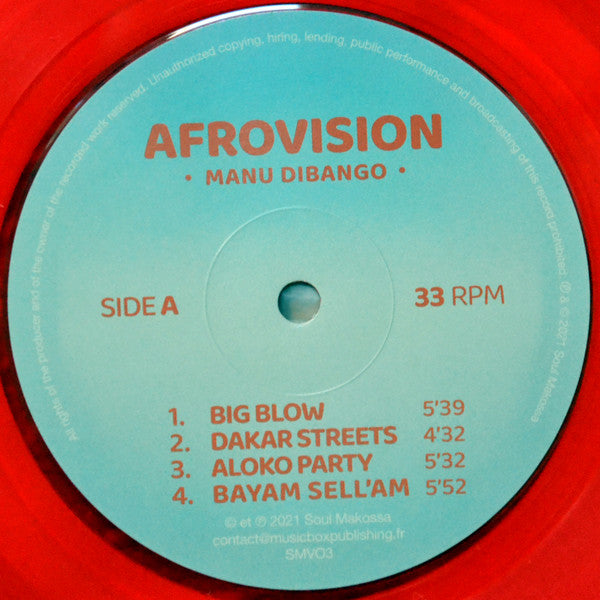 All rights of the producer and of the owner of the recorded work reserved. Unauthorized copying, hiring, lending, public performance and broadcasting of this record prohibited. ℗ & © 2021 Soul Makossa
AFROVISION
• MANU DIBANGO •
SIDE A
33 RPM
1. BIG BLOW 5'39
2. DAKAR STREETS 4'32
3. ALOKO PARTY 5'32
4. BAYAM SELL'AM 5'52
© et ℗ 2021 Soul Makossa
contact@musicboxpublishing.fr
SMV03